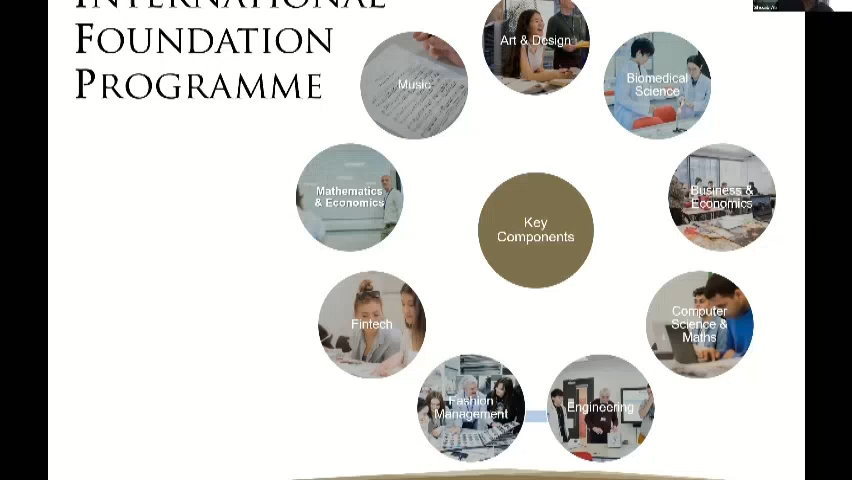 INTERNATIONAL
FOUNDATION
PROGRAMME
Art & Design
Biomedical
Science
Business &
Economics
Computer
Science &
Maths
Engineering
Fashion
Management
Fintech
Mathematics
& Economics
Music
Key
Components